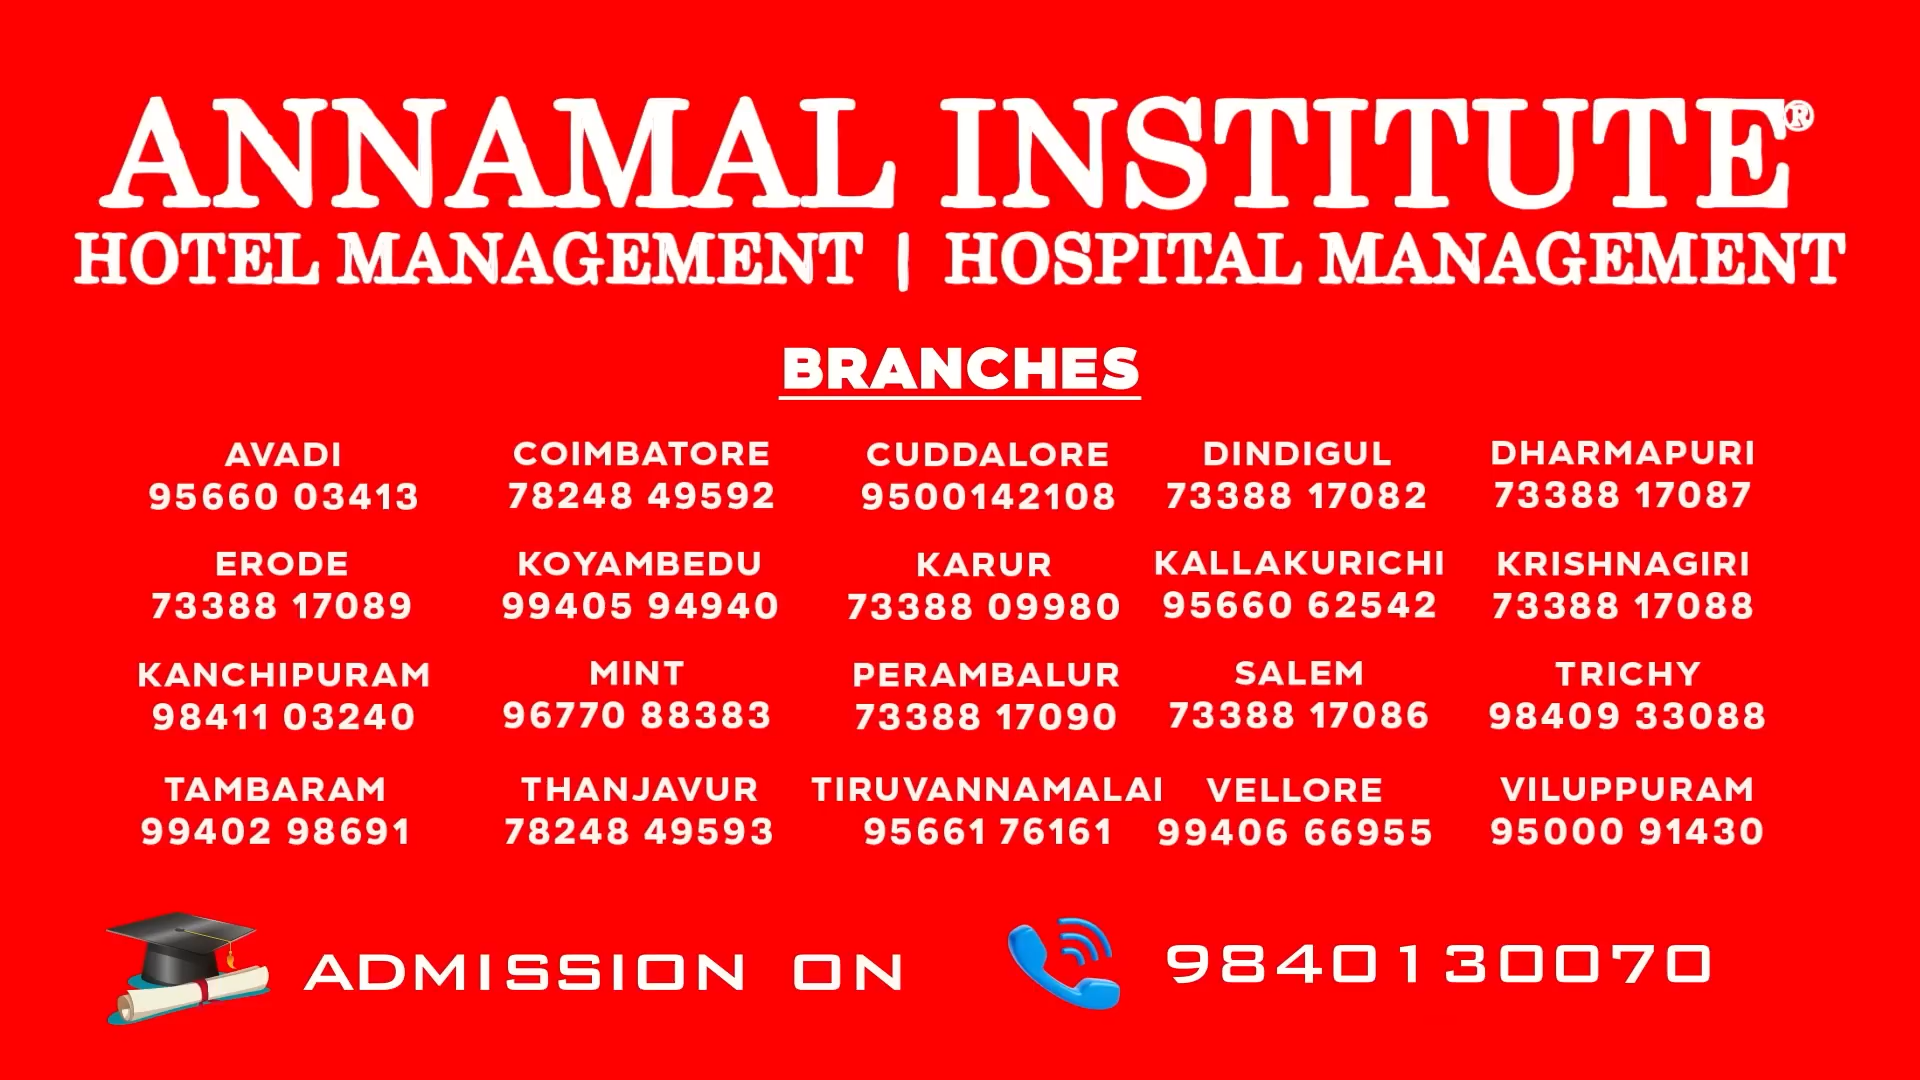 ANNAMAL INSTITUTE®
HOTEL MANAGEMENT | HOSPITAL MANAGEMENT
BRANCHES
AVADI COIMBATORE CUDDALORE DINDIGUL DHARMAPURI
95660 03413 78248 49592 9500142108 73388 17082 73388 17087
ERODE KOYAMBEDU KARUR KALLAKURICHI KRISHNAGIRI
73388 17089 99405 94940 73388 09980 95660 62542 73388 17088
KANCHIPURAM MINT PERAMBALUR SALEM TRICHY
98411 03240 96770 88383 73388 17090 73388 17086 98409 33088
TAMBARAM THANJAVUR TIRUVANNAMALAI VELLORE VILUPPURAM
99402 98691 78248 49593 95661 76161 99406 66955 95000 91430
ADMISSION ON 9840130070